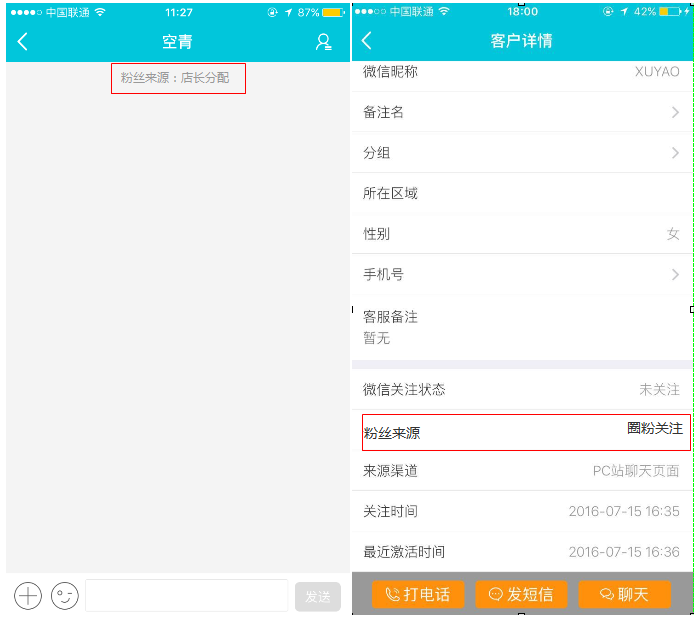 中国联通 11:27 87%
空青
粉丝来源：店长分配
发送
中国联通 18:00 42%
客户详情
微信昵称 XUYAO
备注名
分组
所在区域
性别 女
手机号
客服备注
暂无
微信关注状态 未关注
粉丝来源 圈粉关注
来源渠道 PC站聊天页面
关注时间 2016-07-15 16:35
最近激活时间 2016-07-15 16:36
打电话 发短信 聊天